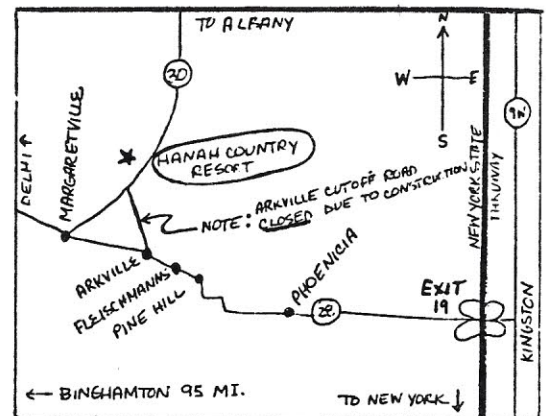 TO ALBANY
N
30
W
E
S
9W
DELHI ↑
MARGARETVILLE
HANAH COUNTRY
RESORT
NOTE: ARKVILLE CUTOFF ROAD
CLOSED DUE TO CONSTRUCTION
NEW YORK STATE
THRUWAY
ARKVILLE
FLEISCHMANNS
PINE HILL
PHOENICIA
28
EXIT
19
KINGSTON
← BINGHAMTON 95 MI.
TO NEW YORK ↓